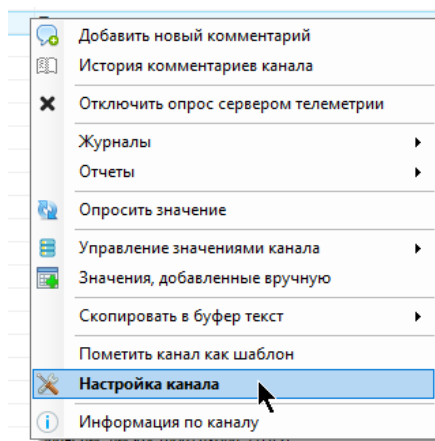 Добавить новый комментарий
История комментариев канала
Отключить опрос сервером телеметрии
Журналы
Отчеты
Опросить значение
Управление значениями канала
Значения, добавленные вручную
Скопировать в буфер текст
Пометить канал как шаблон
Настройка канала
Информация по каналу